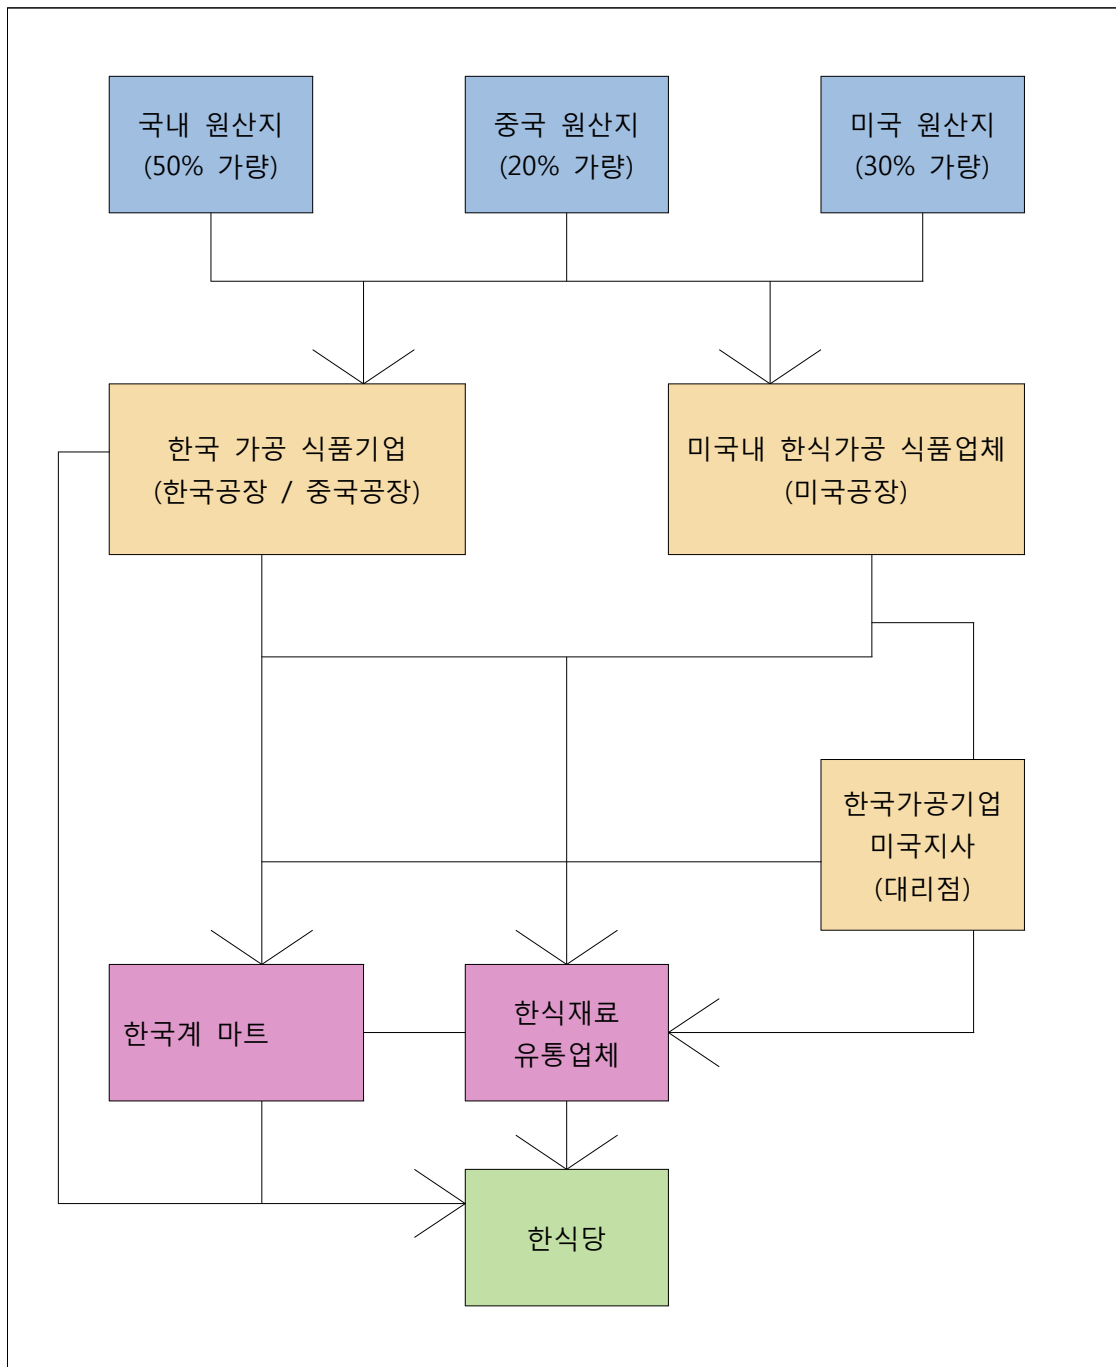 국내 원산지
(50% 가량)
중국 원산지
(20% 가량)
미국 원산지
(30% 가량)
한국 가공 식품기업
(한국공장 / 중국공장)
미국내 한식가공 식품업체
(미국공장)
한국가공기업
미국지사
(대리점)
한국계 마트
한식재료
유통업체
한식당